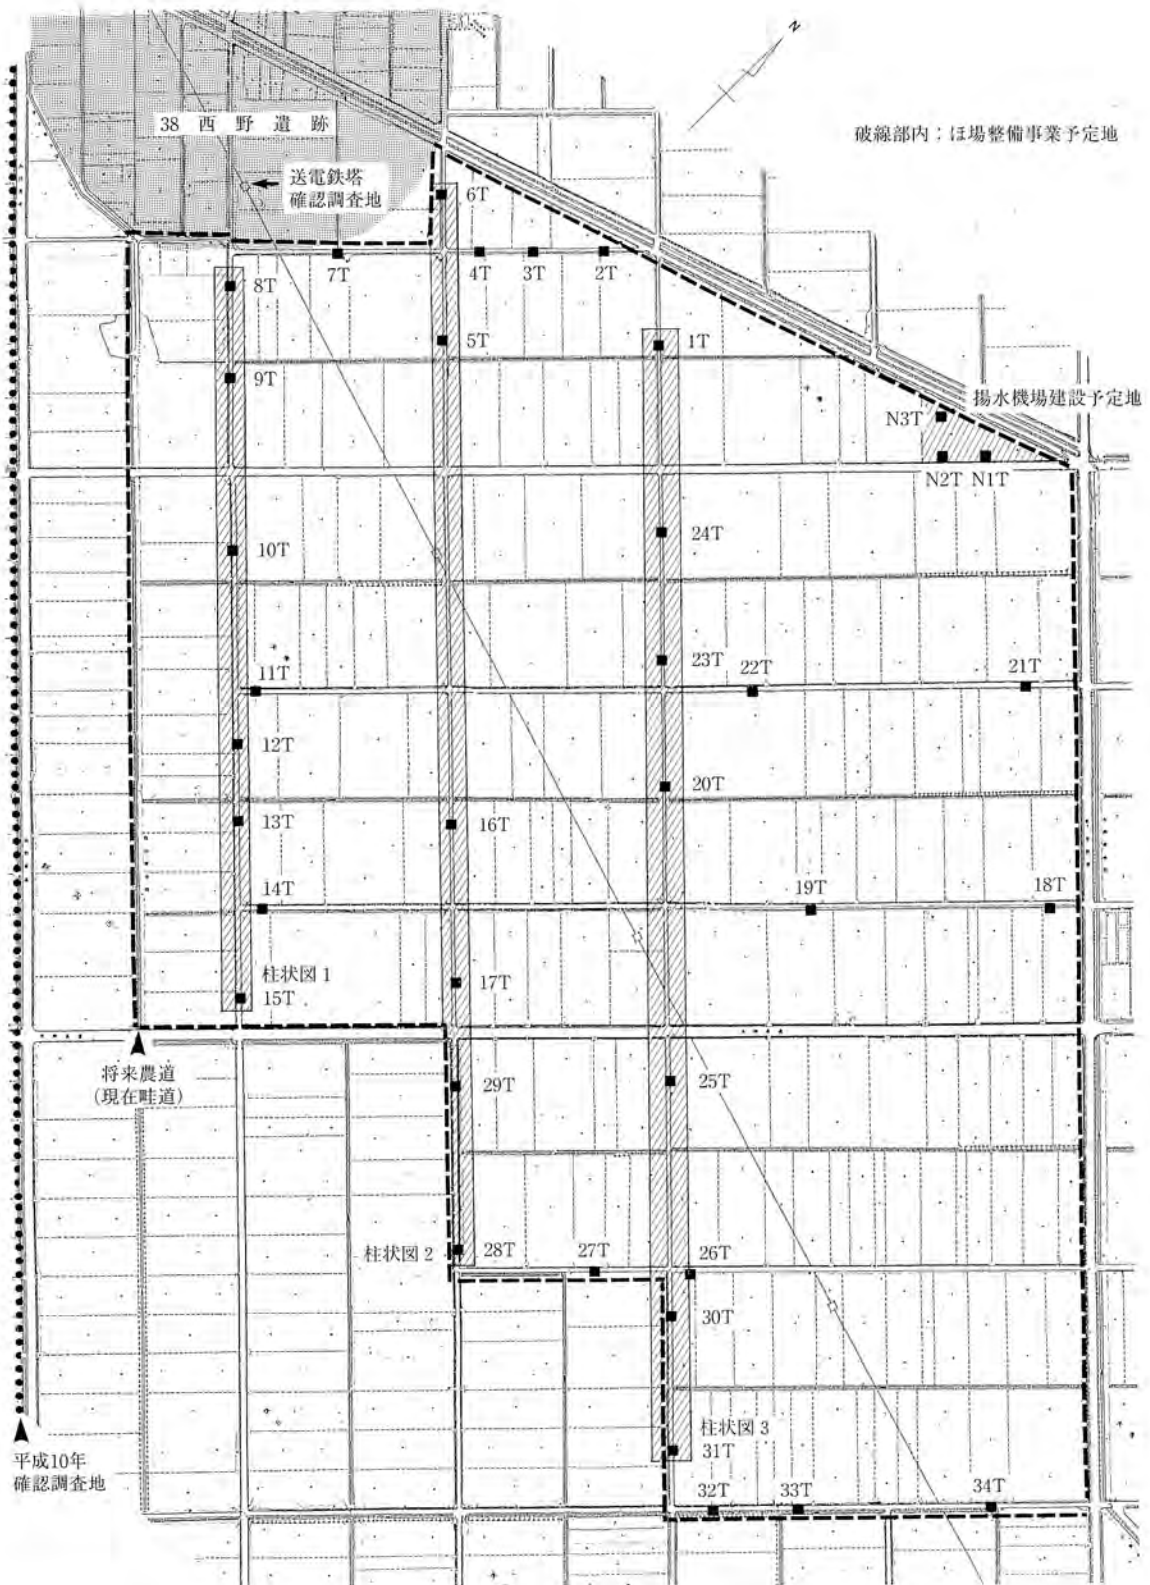 N
38 西野遺跡
破線部内：ほ場整備事業予定地
送電鉄塔
確認調査地
6T
7T
4T
3T
2T
8T
5T
1T
9T
揚水機場建設予定地
N3T
N2T
N1T
10T
24T
11T
23T
22T
21T
12T
20T
13T
16T
14T
19T
18T
柱状図1
15T
17T
将来農道
(現在畦道)
29T
25T
柱状図2
28T
27T
26T
30T
柱状図3
31T
平成10年
確認調査地
32T
33T
34T